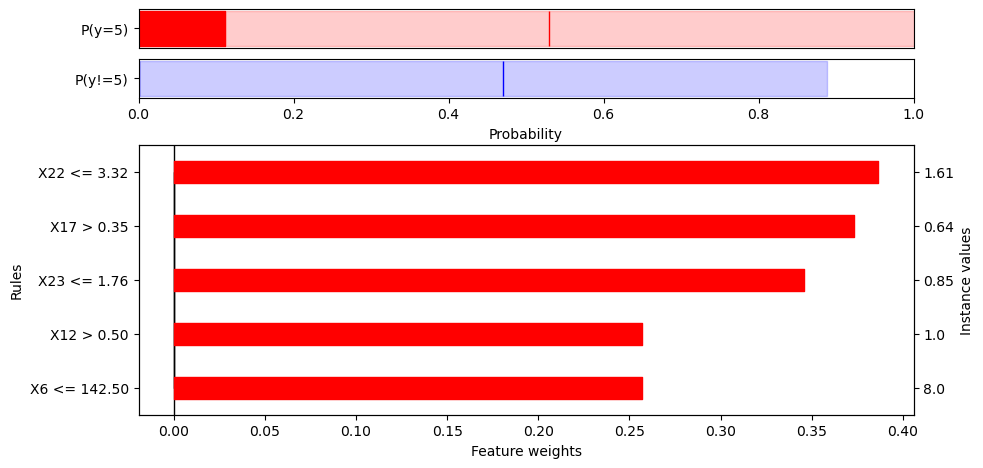 P(y=5)
P(y!=5)
0.0 0.2 0.4 0.6 0.8 1.0
Probability
X22 <= 3.32 1.61
X17 > 0.35 0.64
X23 <= 1.76 0.85
X12 > 0.50 1.0
X6 <= 142.50 8.0
Rules
Instance values
0.00 0.05 0.10 0.15 0.20 0.25 0.30 0.35 0.40
Feature weights